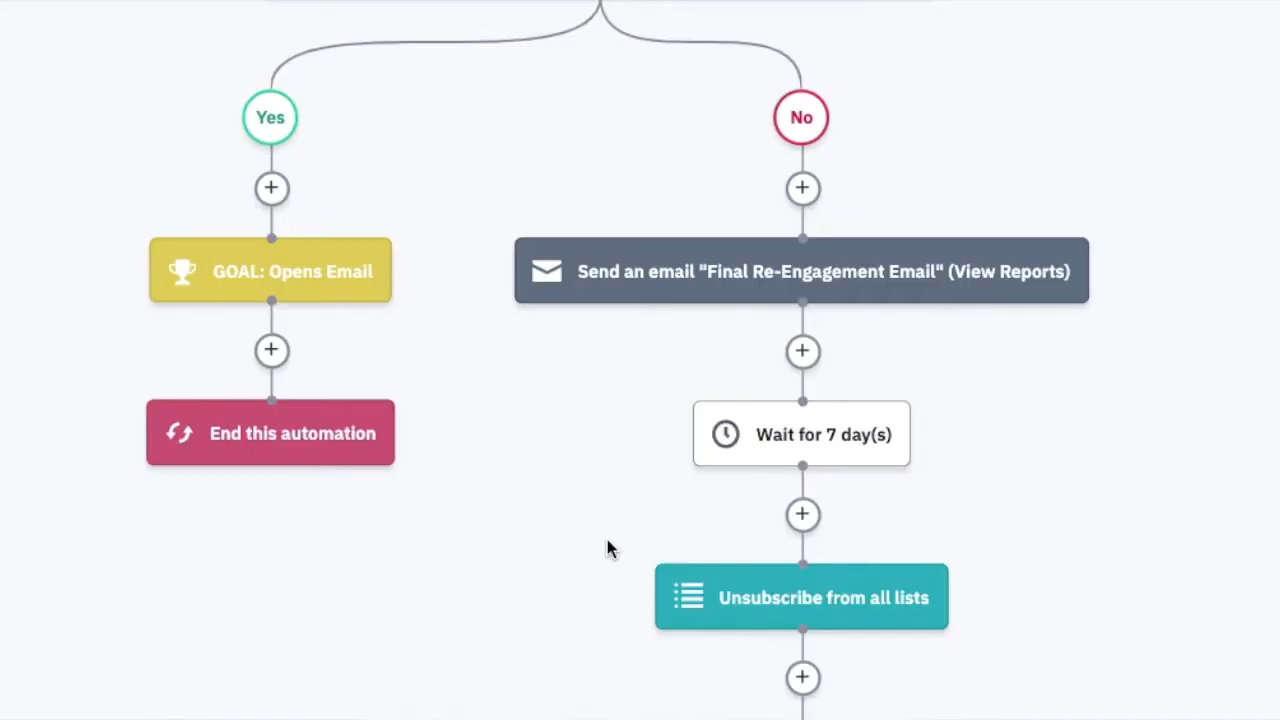 Yes
No
GOAL: Opens Email
Send an email "Final Re-Engagement Email" (View Reports)
End this automation
Wait for 7 day(s)
Unsubscribe from all lists